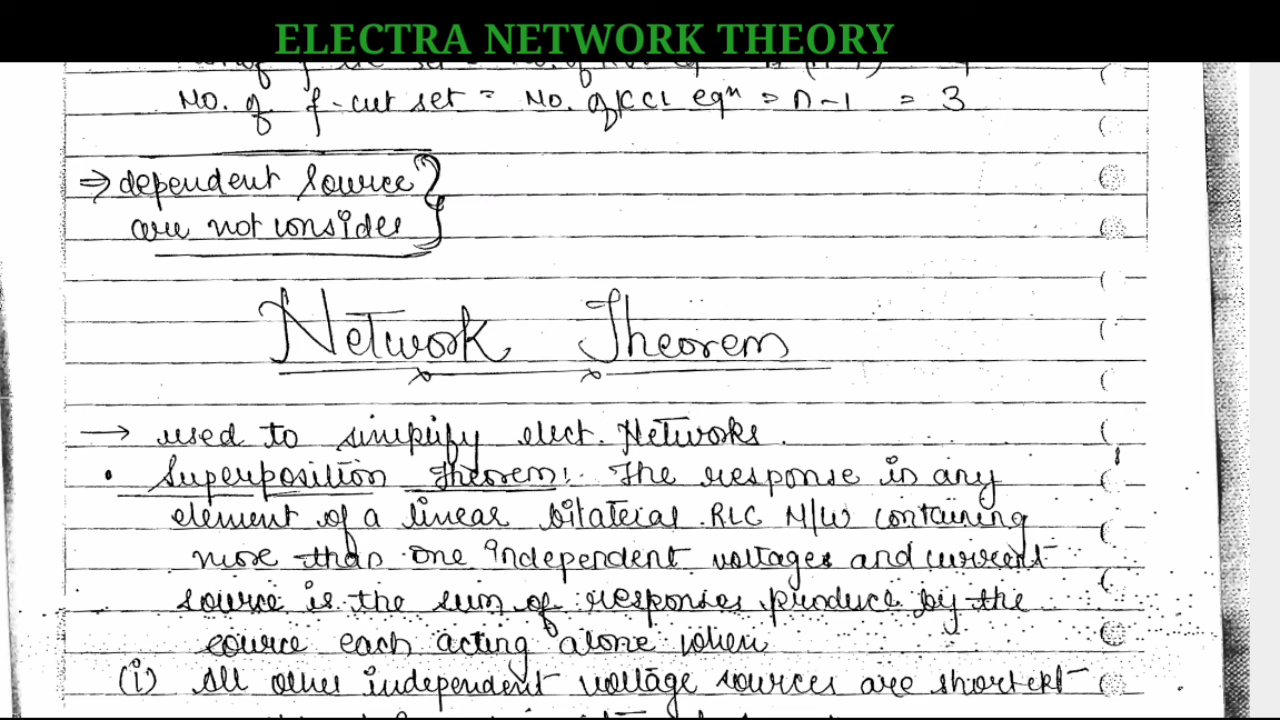 ELECTRA NETWORK THEORY
No. of f-cut set = No. of KCL eqn = n-1 = 3
⇒ dependent source
are not consider
Network Theorem
→ used to simplify elect. Networks.
• Superposition Theorem: The response in any
element of a linear bilateral RLC N/W containing
more than one independent voltages and current
source is the sum of responses produce by the
source each acting alone when
(i) All other independent voltage sources are short ckt